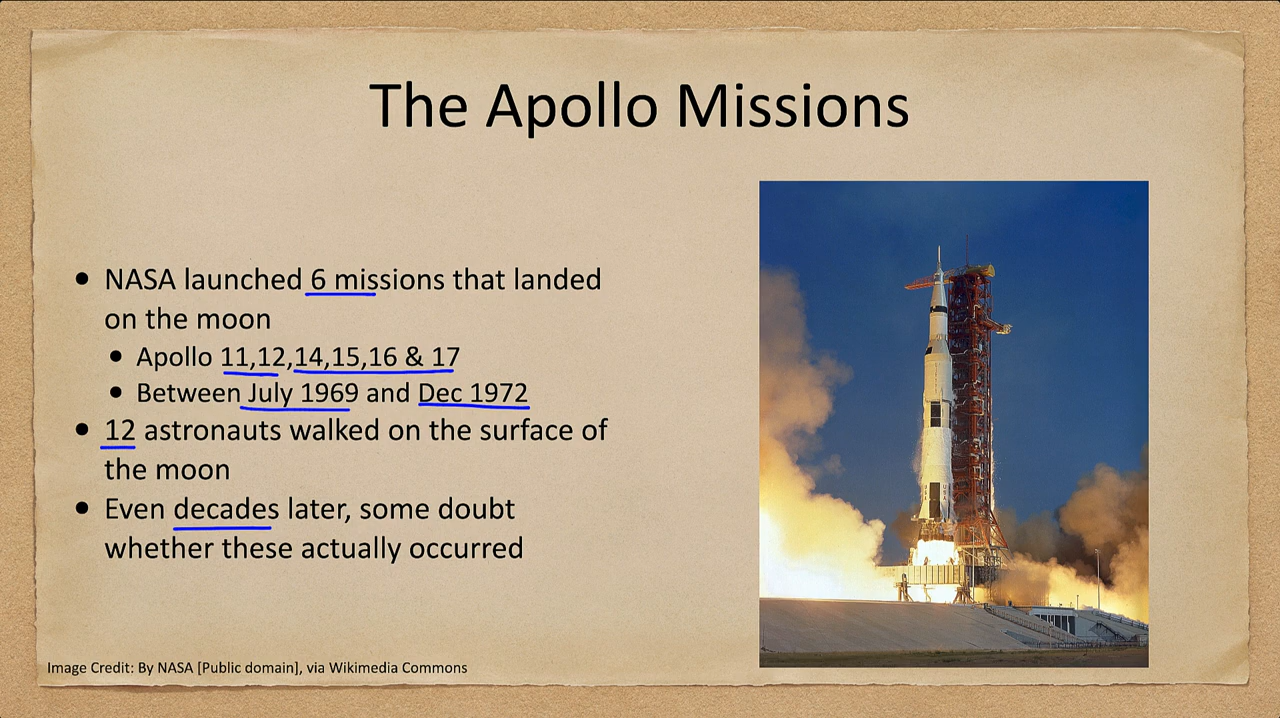 The Apollo Missions
• NASA launched 6 missions that landed
on the moon
• Apollo 11,12,14,15,16 & 17
• Between July 1969 and Dec 1972
• 12 astronauts walked on the surface of
the moon
• Even decades later, some doubt
whether these actually occurred
Image Credit: By NASA [Public domain], via Wikimedia Commons